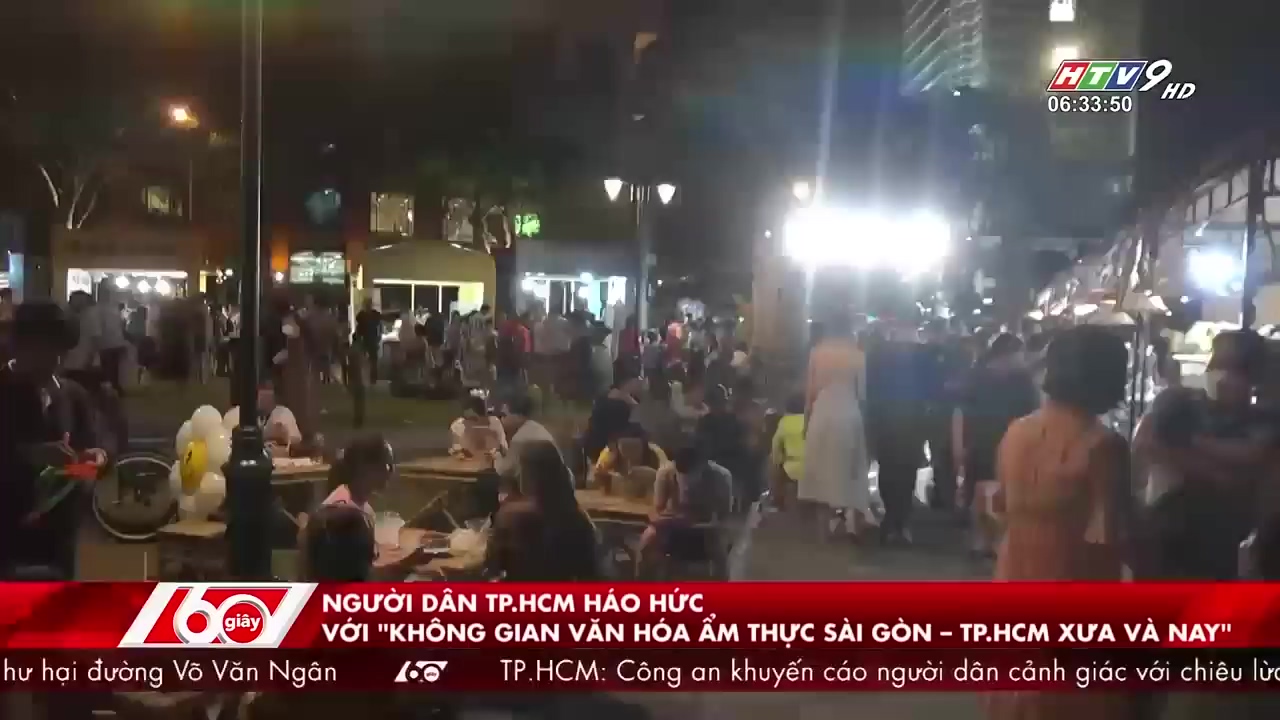 HTV9 HD
06:33:50
60 giây
NGƯỜI DÂN TP.HCM HÁO HỨC
VỚI "KHÔNG GIAN VĂN HÓA ẨM THỰC SÀI GÒN – TP.HCM XƯA VÀ NAY"
hư hại đường Võ Văn Ngân 60 giây TP.HCM: Công an khuyến cáo người dân cảnh giác với chiêu lừ